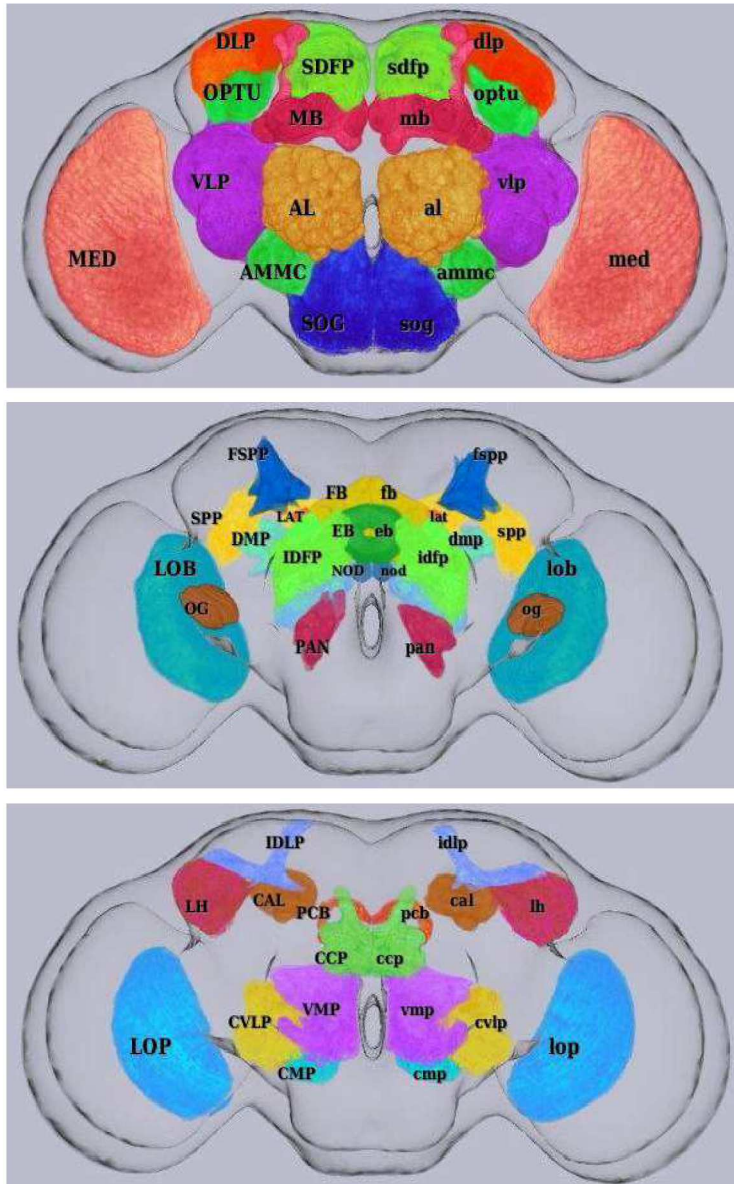 DLP dlp
SDFP sdfp
OPTU optu
MB mb
VLP vlp
AL al
MED med
AMMC ammc
SOG sog
FSPP fspp
FB fb
SPP LAT lat spp
DMP EB eb dmp
IDFP idfp
LOB NOD nod lob
OG og
PAN pan
IDLP idlp
LH CAL cal lh
PCB pcb
CCP ccp
VMP vmp
CVLP cvlp
LOP lop
CMP cmp